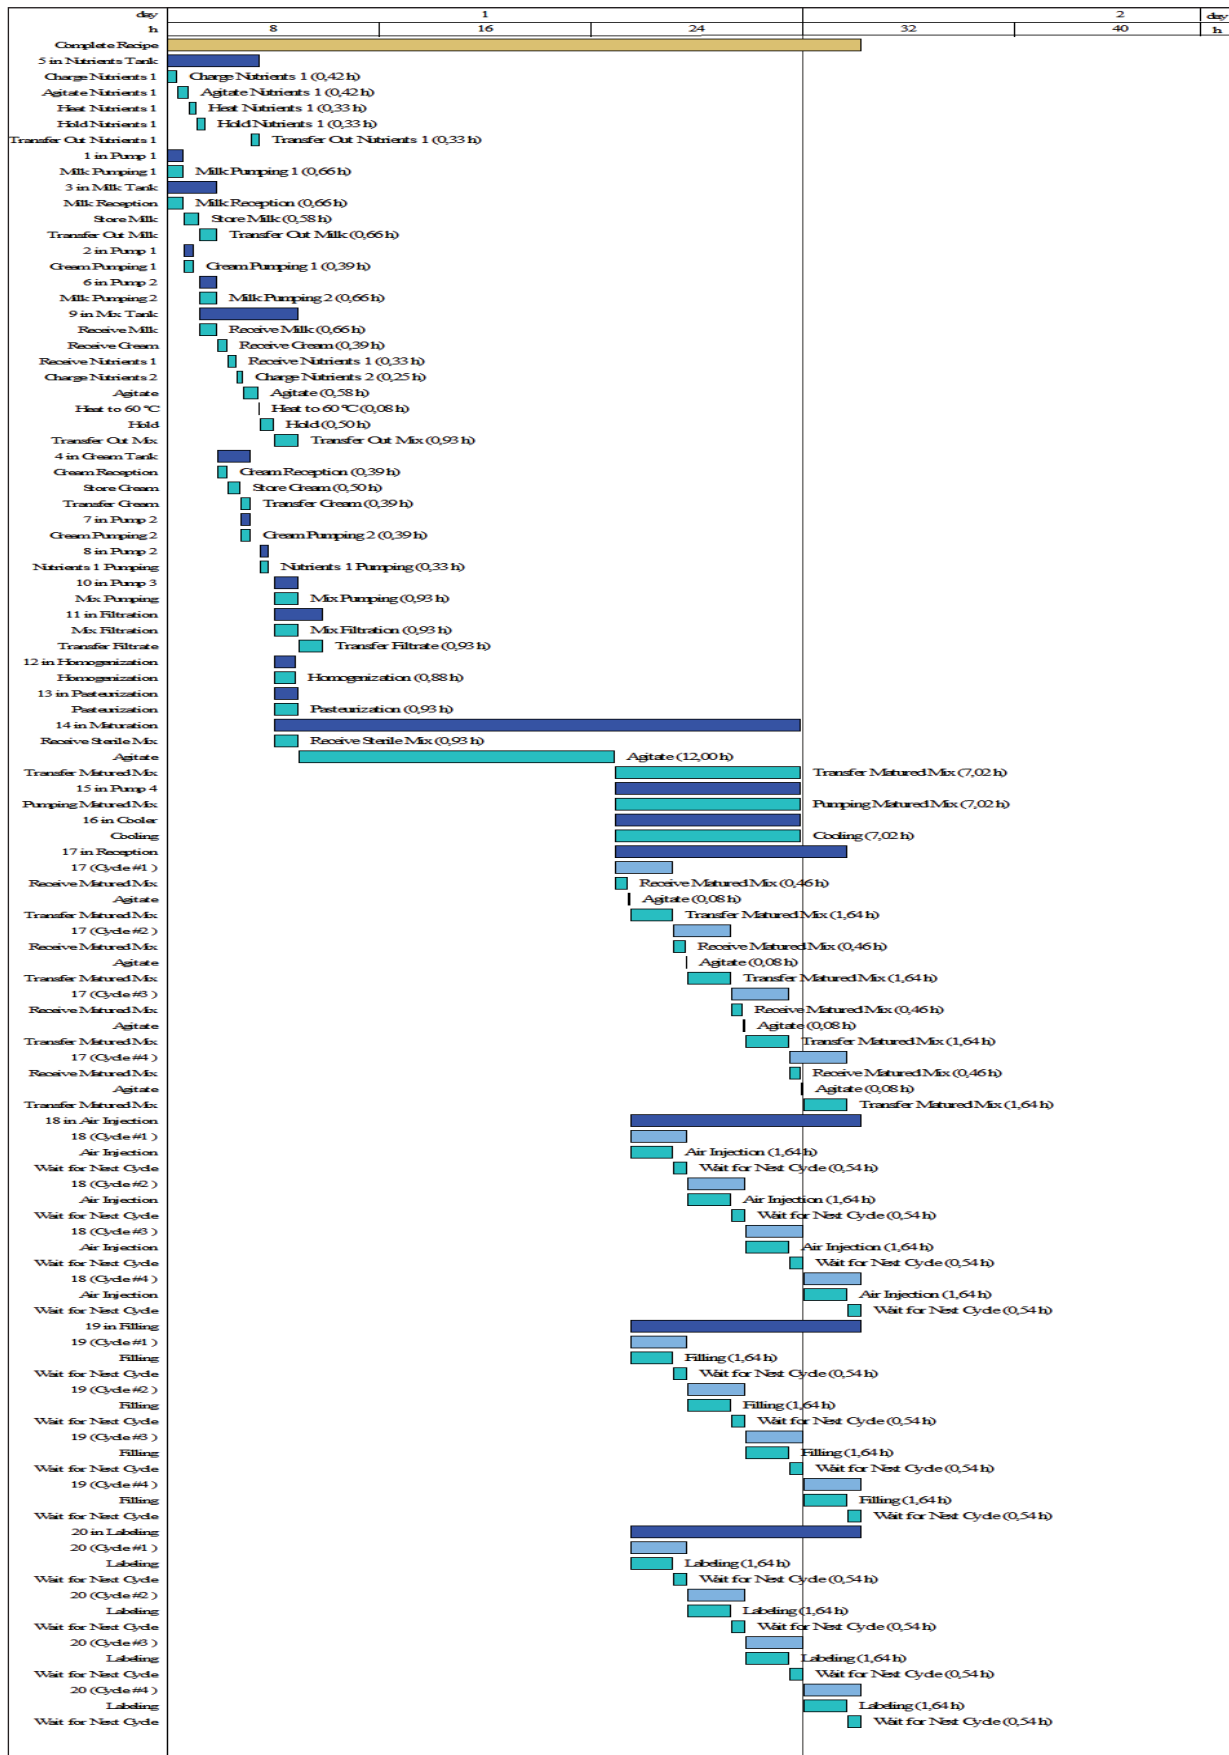 day 1 2 day
h 8 16 24 32 40 h
Complete Recipe
5 in Nutrients Tank
Charge Nutrients 1 Charge Nutrients 1 (0,42 h)
Agitate Nutrients 1 Agitate Nutrients 1 (0,42 h)
Heat Nutrients 1 Heat Nutrients 1 (0,33 h)
Hold Nutrients 1 Hold Nutrients 1 (0,33 h)
Transfer Out Nutrients 1 Transfer Out Nutrients 1 (0,33 h)
1 in Pump 1
Milk Pumping 1 Milk Pumping 1 (0,66 h)
3 in Milk Tank
Milk Reception Milk Reception (0,66 h)
Store Milk Store Milk (0,58 h)
Transfer Out Milk Transfer Out Milk (0,66 h)
2 in Pump 1
Gream Pumping 1 Gream Pumping 1 (0,39 h)
6 in Pump 2
Milk Pumping 2 Milk Pumping 2 (0,66 h)
9 in Mix Tank
Receive Milk Receive Milk (0,66 h)
Receive Gream Receive Gream (0,39 h)
Receive Nutrients 1 Receive Nutrients 1 (0,33 h)
Charge Nutrients 2 Charge Nutrients 2 (0,25 h)
Agitate Agitate (0,58 h)
Heat to 60 °C Heat to 60 °C (0,08 h)
Hold Hold (0,50 h)
Transfer Out Mix Transfer Out Mix (0,93 h)
4 in Gream Tank
Gream Reception Gream Reception (0,39 h)
Store Gream Store Gream (0,50 h)
Transfer Gream Transfer Gream (0,39 h)
7 in Pump 2
Gream Pumping 2 Gream Pumping 2 (0,39 h)
8 in Pump 2
Nutrients 1 Pumping Nutrients 1 Pumping (0,33 h)
10 in Pump 3
Mix Pumping Mix Pumping (0,93 h)
11 in Filtration
Mix Filtration Mix Filtration (0,93 h)
Transfer Filtrate Transfer Filtrate (0,93 h)
12 in Homogenization
Homogenization Homogenization (0,88 h)
13 in Pasteurization
Pasteurization Pasteurization (0,93 h)
14 in Maturation
Receive Sterile Mix Receive Sterile Mix (0,93 h)
Agitate Agitate (12,00 h)
Transfer Matured Mix Transfer Matured Mix (7,02 h)
15 in Pump 4
Pumping Matured Mix Pumping Matured Mix (7,02 h)
16 in Cooler
Cooling Cooling (7,02 h)
17 in Reception
17 (Cycle #1 )
Receive Matured Mix Receive Matured Mix (0,46 h)
Agitate Agitate (0,08 h)
Transfer Matured Mix Transfer Matured Mix (1,64 h)
17 (Cycle #2 )
Receive Matured Mix Receive Matured Mix (0,46 h)
Agitate Agitate (0,08 h)
Transfer Matured Mix Transfer Matured Mix (1,64 h)
17 (Cycle #3 )
Receive Matured Mix Receive Matured Mix (0,46 h)
Agitate Agitate (0,08 h)
Transfer Matured Mix Transfer Matured Mix (1,64 h)
17 (Cycle #4 )
Receive Matured Mix Receive Matured Mix (0,46 h)
Agitate Agitate (0,08 h)
Transfer Matured Mix Transfer Matured Mix (1,64 h)
18 in Air Injection
18 (Cycle #1 )
Air Injection Air Injection (1,64 h)
Wait for Next Cycle Wait for Next Cycle (0,54 h)
18 (Cycle #2 )
Air Injection Air Injection (1,64 h)
Wait for Next Cycle Wait for Next Cycle (0,54 h)
18 (Cycle #3 )
Air Injection Air Injection (1,64 h)
Wait for Next Cycle Wait for Next Cycle (0,54 h)
18 (Cycle #4 )
Air Injection Air Injection (1,64 h)
Wait for Next Cycle Wait for Next Cycle (0,54 h)
19 in Filling
19 (Cycle #1 )
Filling Filling (1,64 h)
Wait for Next Cycle Wait for Next Cycle (0,54 h)
19 (Cycle #2 )
Filling Filling (1,64 h)
Wait for Next Cycle Wait for Next Cycle (0,54 h)
19 (Cycle #3 )
Filling Filling (1,64 h)
Wait for Next Cycle Wait for Next Cycle (0,54 h)
19 (Cycle #4 )
Filling Filling (1,64 h)
Wait for Next Cycle Wait for Next Cycle (0,54 h)
20 in Labeling
20 (Cycle #1 )
Labeling Labeling (1,64 h)
Wait for Next Cycle Wait for Next Cycle (0,54 h)
20 (Cycle #2 )
Labeling Labeling (1,64 h)
Wait for Next Cycle Wait for Next Cycle (0,54 h)
20 (Cycle #3 )
Labeling Labeling (1,64 h)
Wait for Next Cycle Wait for Next Cycle (0,54 h)
20 (Cycle #4 )
Labeling Labeling (1,64 h)
Wait for Next Cycle Wait for Next Cycle (0,54 h)